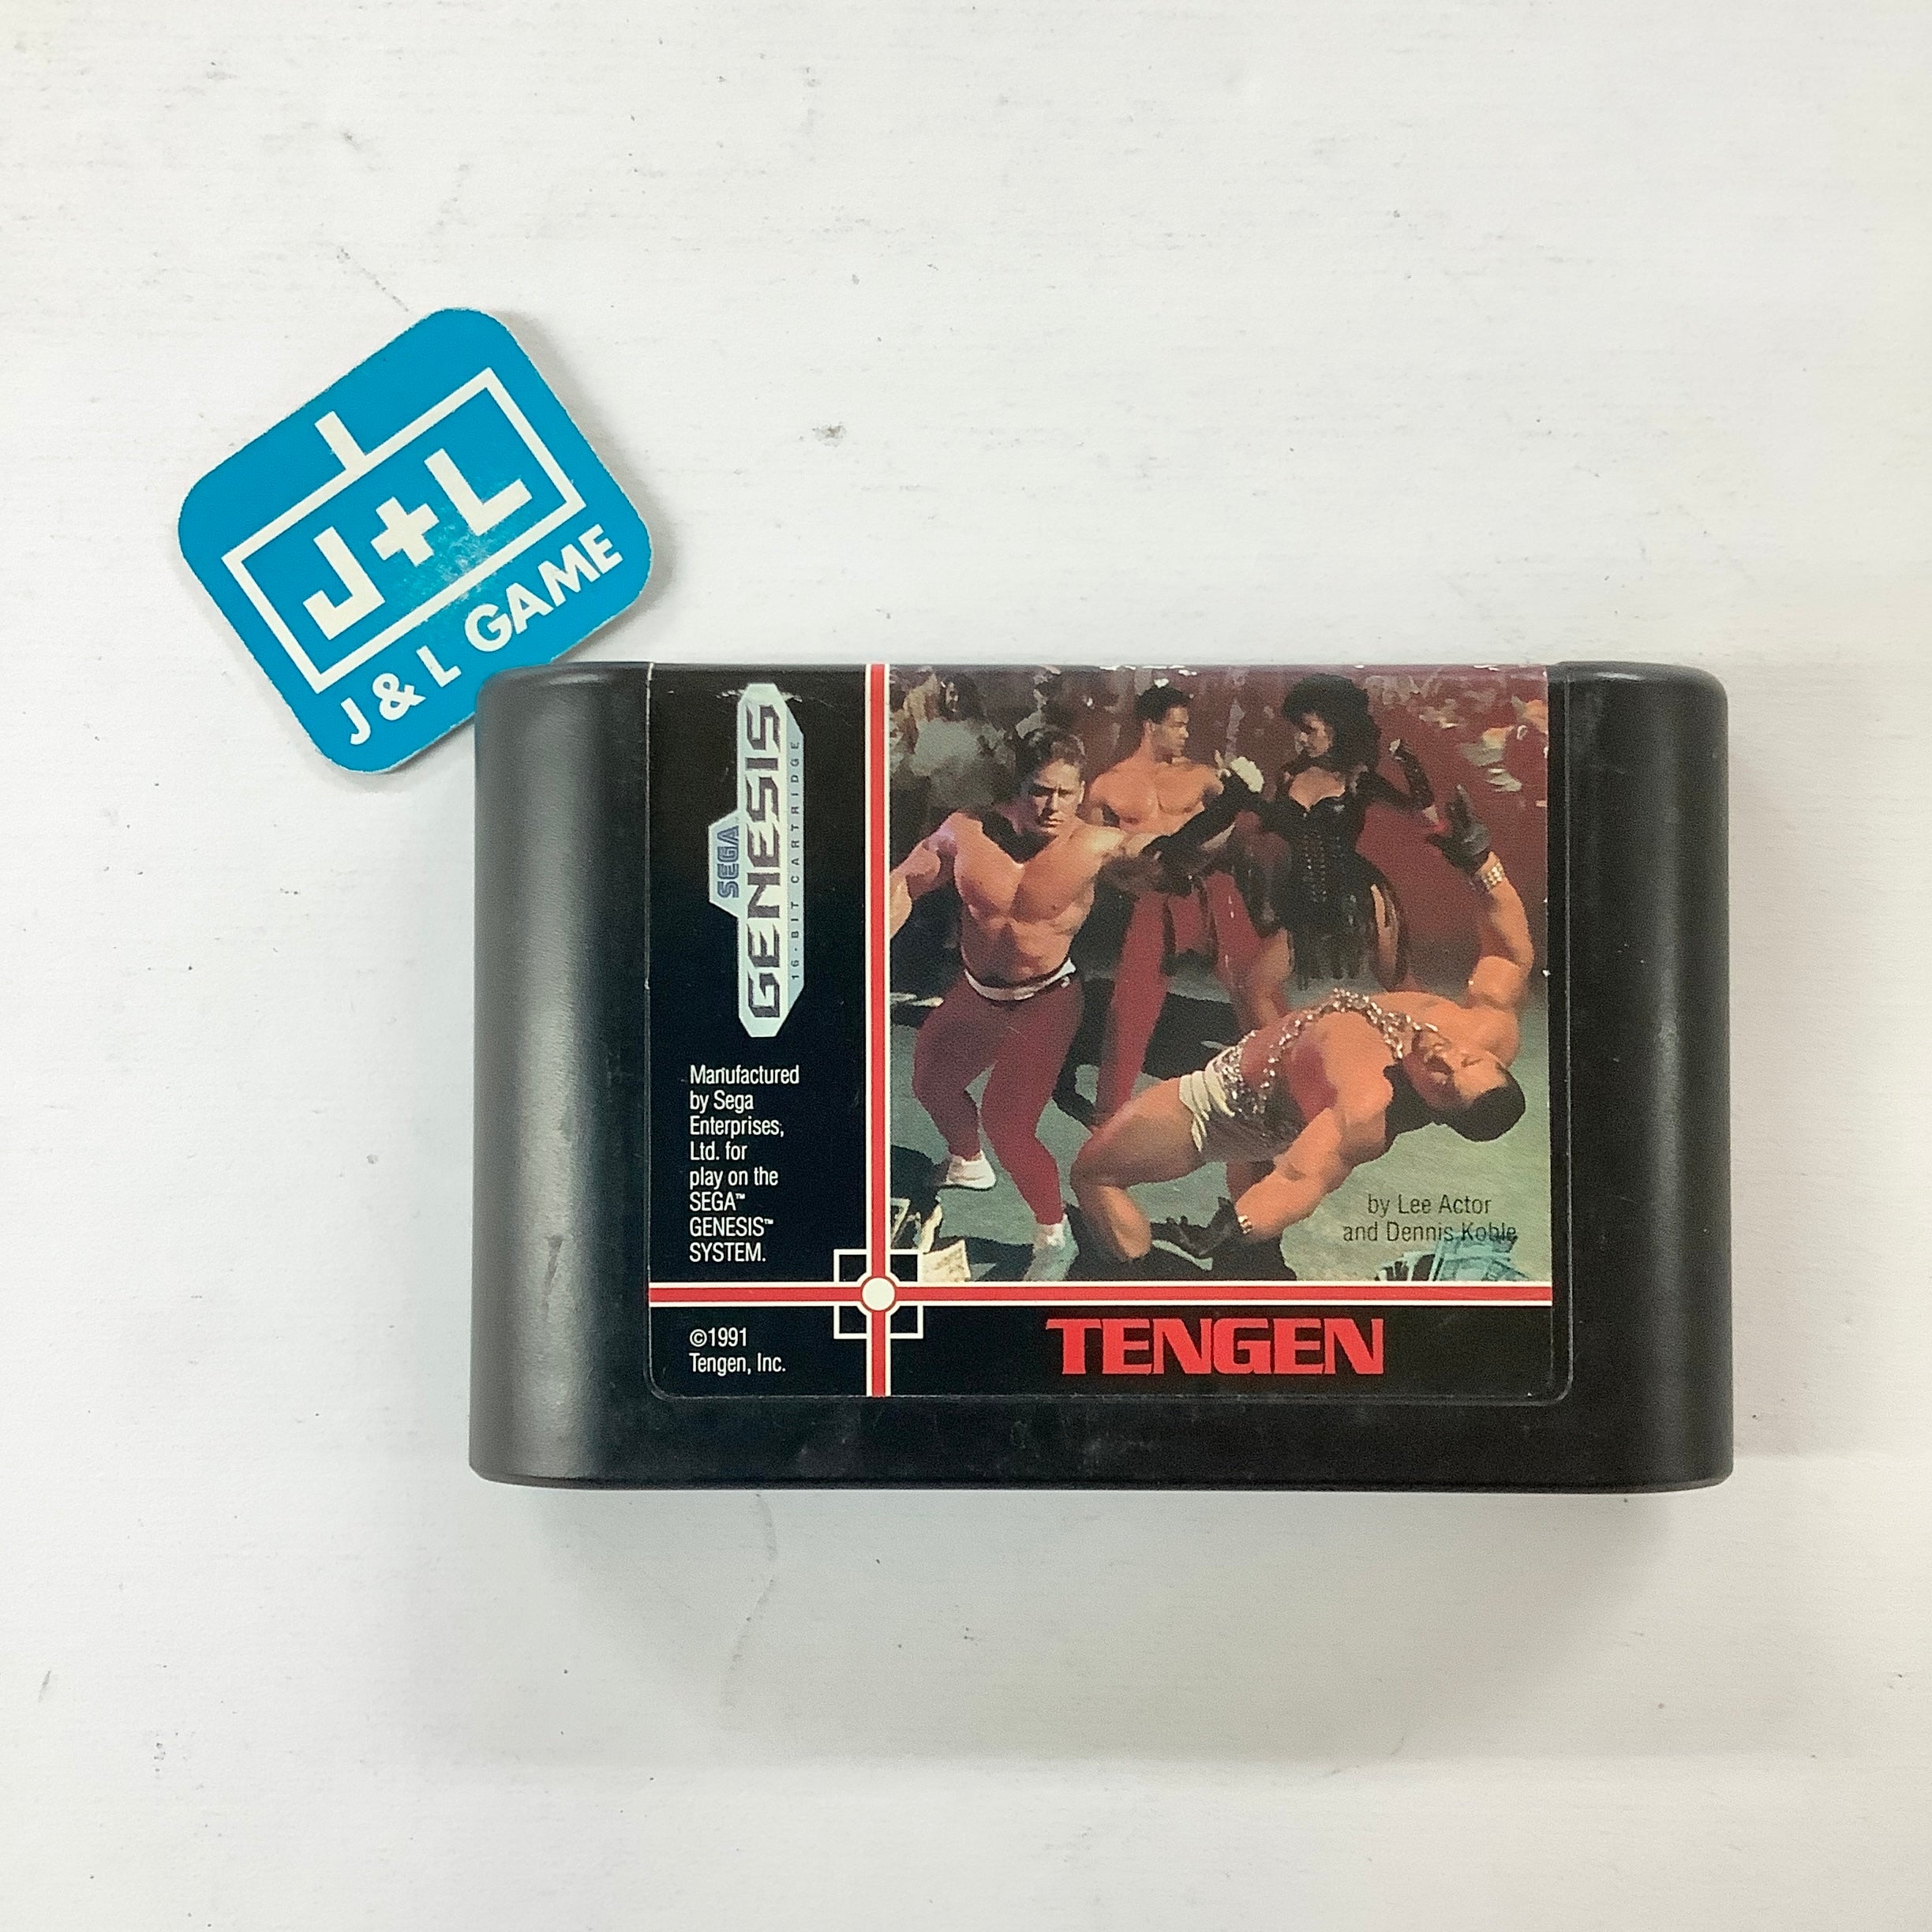 J+L
J & L GAME
SEGA
GENESIS
16-BIT CARTRIDGE
Manufactured
by Sega
Enterprises,
Ltd. for
play on the
SEGA™
GENESIS™
SYSTEM.
by Lee Actor
and Dennis Koble
©1991
Tengen, Inc.
TENGEN